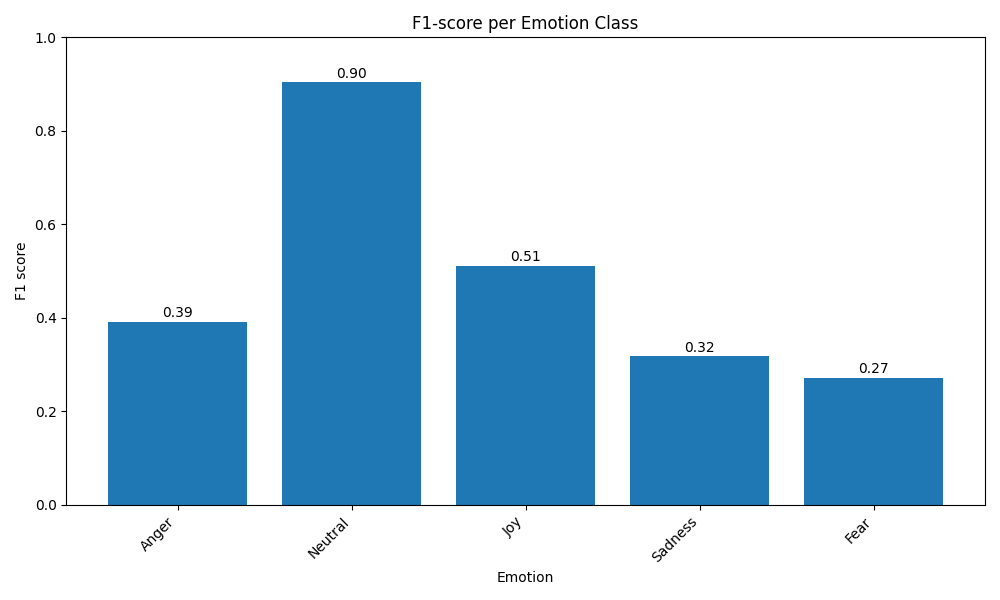 F1-score per Emotion Class
1.0
0.8
0.6
0.4
0.2
0.0
F1 score
0.39
0.90
0.51
0.32
0.27
Anger
Neutral
Joy
Sadness
Fear
Emotion